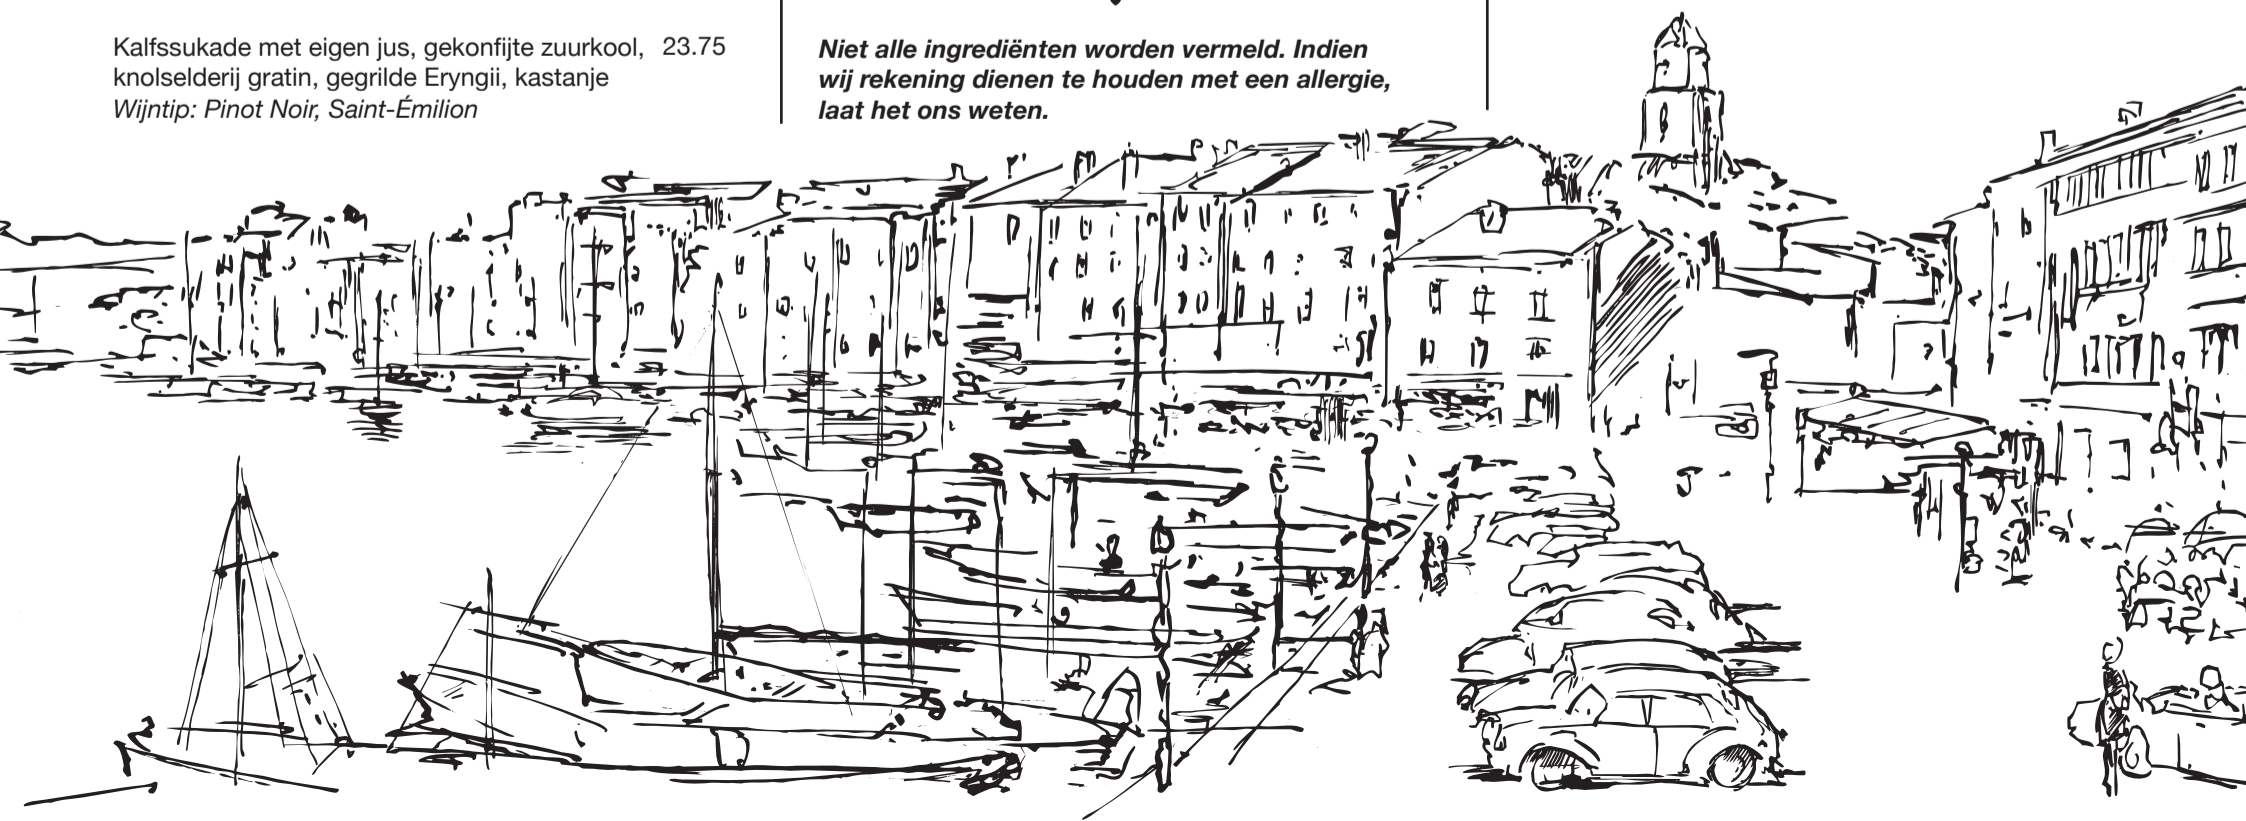 Kalfssukade met eigen jus, gekonfijte zuurkool, 23.75
knolselderij gratin, gegrilde Eryngii, kastanje
Wijntip: Pinot Noir, Saint-Émilion
Niet alle ingrediënten worden vermeld. Indien
wij rekening dienen te houden met een allergie,
laat het ons weten.